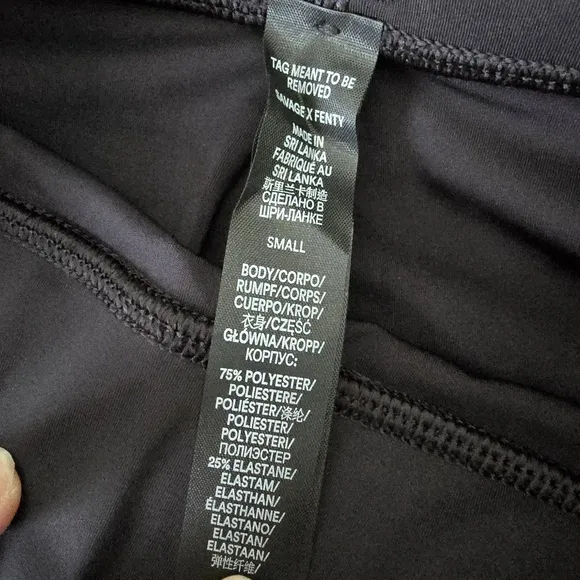 TAG MEANT TO BE
REMOVED
SAVAGE X FENTY
MADE IN
SRI LANKA
FABRIQUÉ AU
SRI LANKA
斯里兰卡制造
СДЕЛАНО В
ШРИ-ЛАНКЕ
SMALL
BODY/CORPO/
RUMPF/CORPS/
CUERPO/KROP/
衣身/CZĘŚĆ
GŁÓWNA/KROPP/
КОРПУС:
75% POLYESTER/
POLIESTERE/
POLIÉSTER/涤纶/
POLIESTER/
POLYESTERI/
ПОЛИЭСТЕР
25% ELASTANE/
ELASTAM/
ELASTHAN/
ÉLASTHANNE/
ELASTANO/
ELASTAN/
ELASTAAN/
弹性纤维/